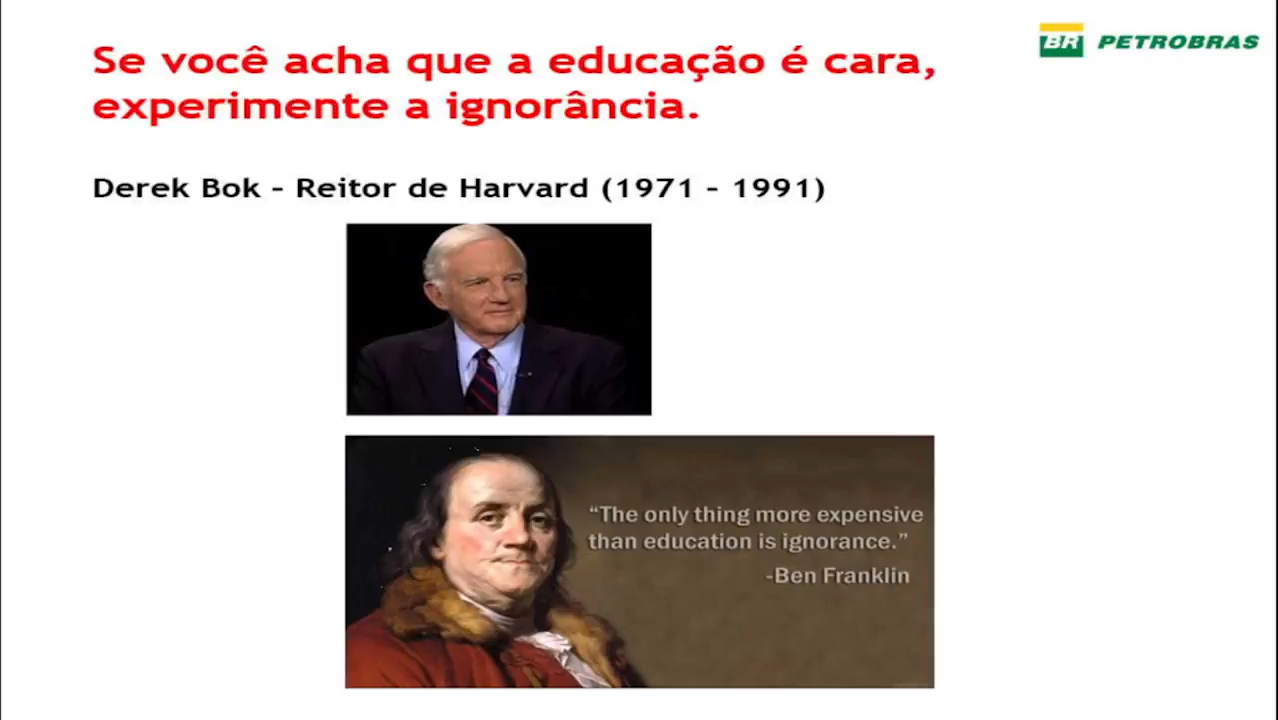 Se você acha que a educação é cara,
experimente a ignorância.
BR PETROBRAS
Derek Bok - Reitor de Harvard (1971 - 1991)
“The only thing more expensive
than education is ignorance.”
-Ben Franklin